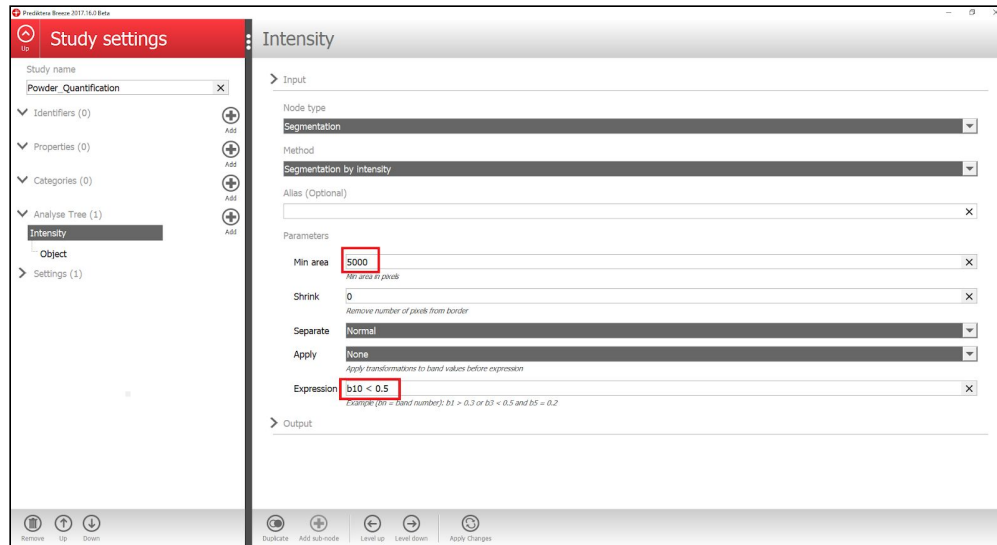 Prediktera Breeze 2017.16.0 Beta
Up
Study settings
Study name
Powder_Quantification
Identifiers (0)
Add
Properties (0)
Add
Categories (0)
Add
Analyse Tree (1)
Add
Intensity
Object
Settings (1)
Remove
Up
Down
Intensity
Input
Node type
Segmentation
Method
Segmentation by intensity
Alias (Optional)
Parameters
Min area 5000
Min area in pixels
Shrink 0
Remove number of pixels from border
Separate Normal
Apply None
Apply transformations to band values before expression
Expression b10 < 0.5
Example (bn = band number): b1 > 0.3 or b3 < 0.5 and b5 = 0.2
Output
Duplicate
Add sub-node
Level up
Level down
Apply Changes